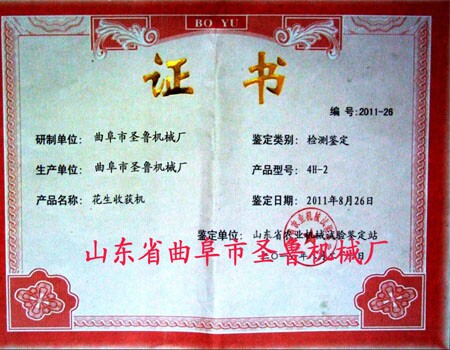 BO YU
证书
编号:2011-26
研制单位: 曲阜市圣鲁机械厂 鉴定类别: 检测鉴定
生产单位: 曲阜市圣鲁机械厂 产品型号: 4H-2
产品名称: 花生收获机 鉴定日期: 2011年8月26日
鉴定单位: 山东省农业机械试验鉴定站
山东省曲阜市圣鲁机械厂